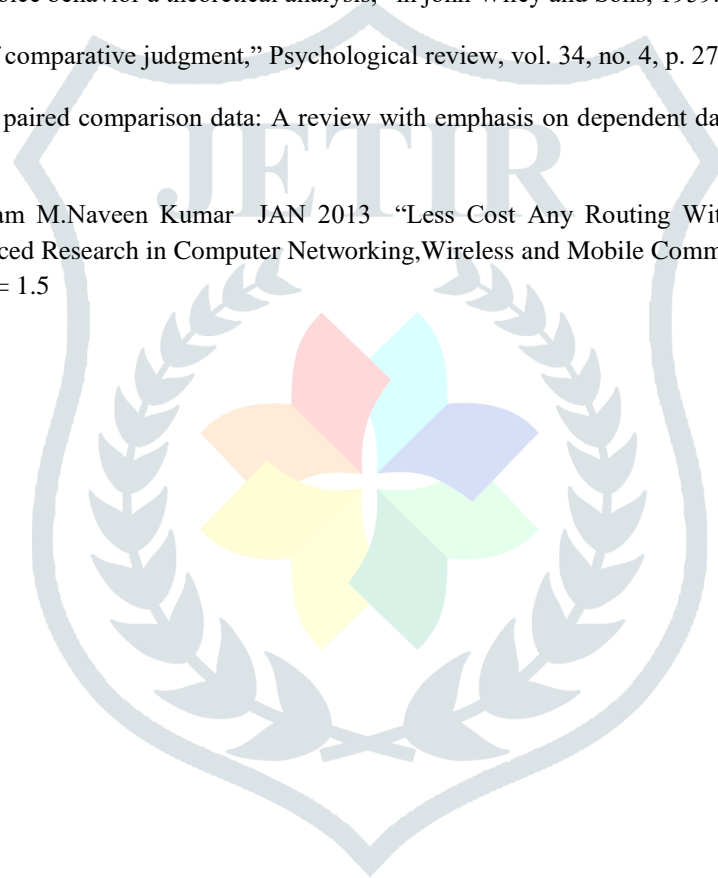 choice behavior a theoretical analysis,” in John Wiley and Sons, 1959.
f comparative judgment,” Psychological review, vol. 34, no. 4, p. 27
paired comparison data: A review with emphasis on dependent da
JETIR
am M.Naveen Kumar JAN 2013 “Less Cost Any Routing Wit
ced Research in Computer Networking,Wireless and Mobile Comm
= 1.5